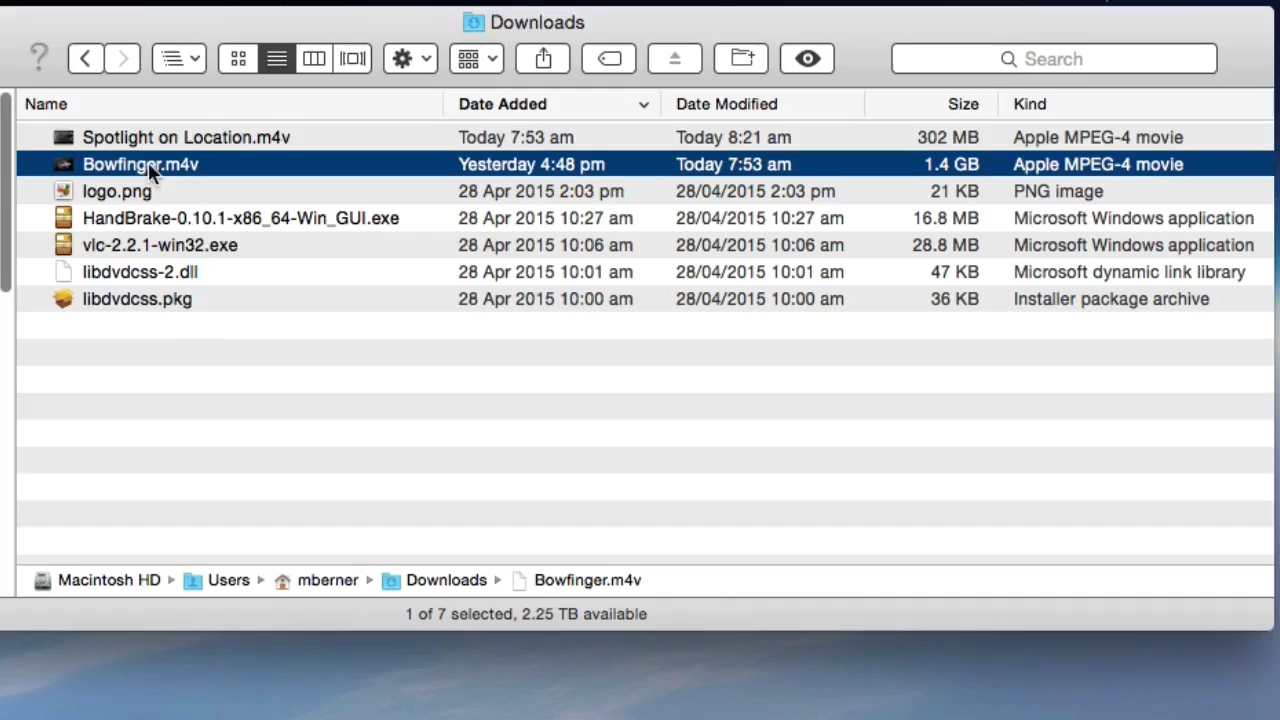 Downloads
Search
Name Date Added Date Modified Size Kind
Spotlight on Location.m4v Today 7:53 am Today 8:21 am 302 MB Apple MPEG-4 movie
Bowfinger.m4v Yesterday 4:48 pm Today 7:53 am 1.4 GB Apple MPEG-4 movie
logo.png 28 Apr 2015 2:03 pm 28/04/2015 2:03 pm 21 KB PNG image
HandBrake-0.10.1-x86_64-Win_GUI.exe 28 Apr 2015 10:27 am 28/04/2015 10:27 am 16.8 MB Microsoft Windows application
vlc-2.2.1-win32.exe 28 Apr 2015 10:06 am 28/04/2015 10:06 am 28.8 MB Microsoft Windows application
libdvdcss-2.dll 28 Apr 2015 10:01 am 28/04/2015 10:01 am 47 KB Microsoft dynamic link library
libdvdcss.pkg 28 Apr 2015 10:00 am 28/04/2015 10:00 am 36 KB Installer package archive
Macintosh HD Users mberner Downloads Bowfinger.m4v
1 of 7 selected, 2.25 TB available